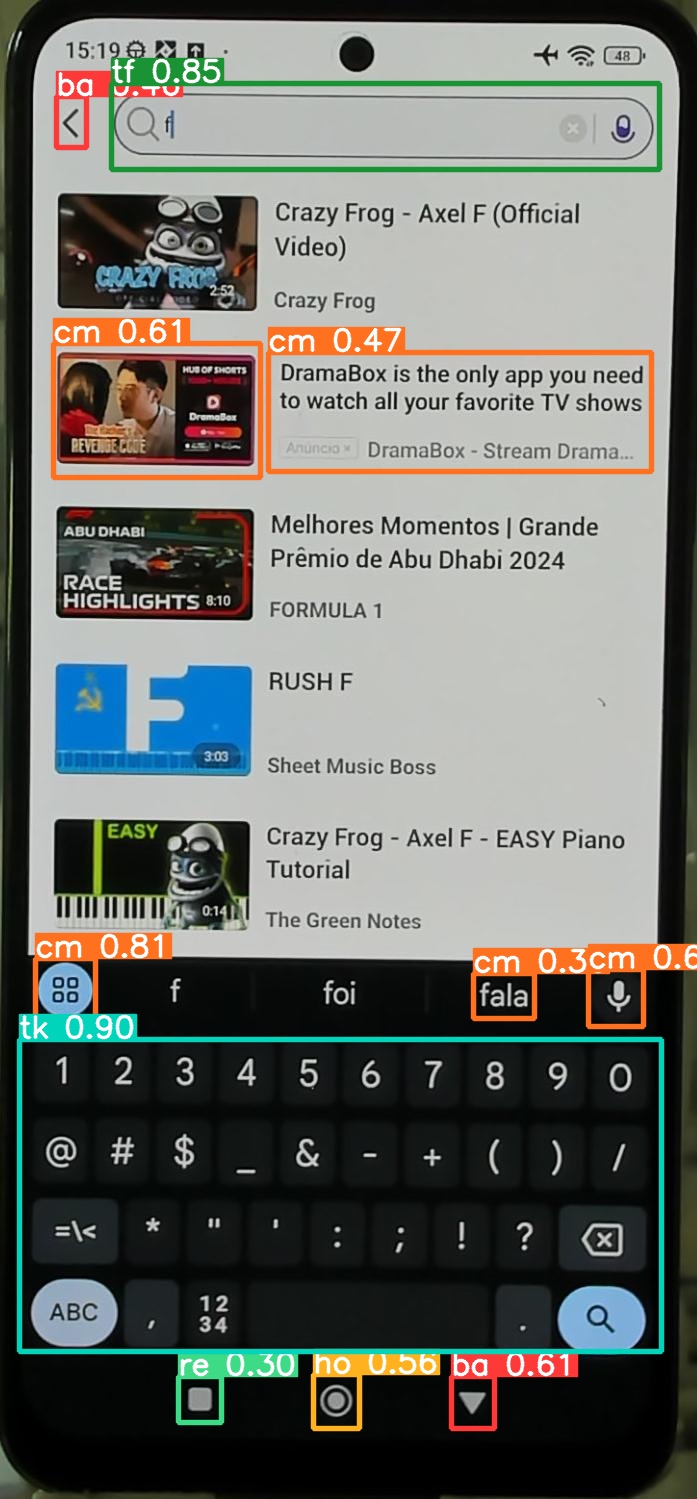 15:19
48
tf 0.85
ba 0.46
f
Crazy Frog - Axel F (Official
Video)
CRAZY FROG
2:52
Crazy Frog
cm 0.61
cm 0.47
HUB OF SHORTS
DramaBox
REVENGE CODE
DramaBox is the only app you need
to watch all your favorite TV shows
Anúncio ×
DramaBox - Stream Drama...
ABU DHABI
RACE
HIGHLIGHTS 8:10
Melhores Momentos | Grande
Prêmio de Abu Dhabi 2024
FORMULA 1
F
3:03
RUSH F
Sheet Music Boss
EASY
0:14
Crazy Frog - Axel F - EASY Piano
Tutorial
The Green Notes
cm 0.81
cm 0.3
cm 0.6
f foi fala
tk 0.90
1 2 3 4 5 6 7 8 9 0
@ # $ _ & - + ( ) /
=\< * " ' : ; ! ?
ABC , 12 .
34
re 0.30
ho 0.56
ba 0.61